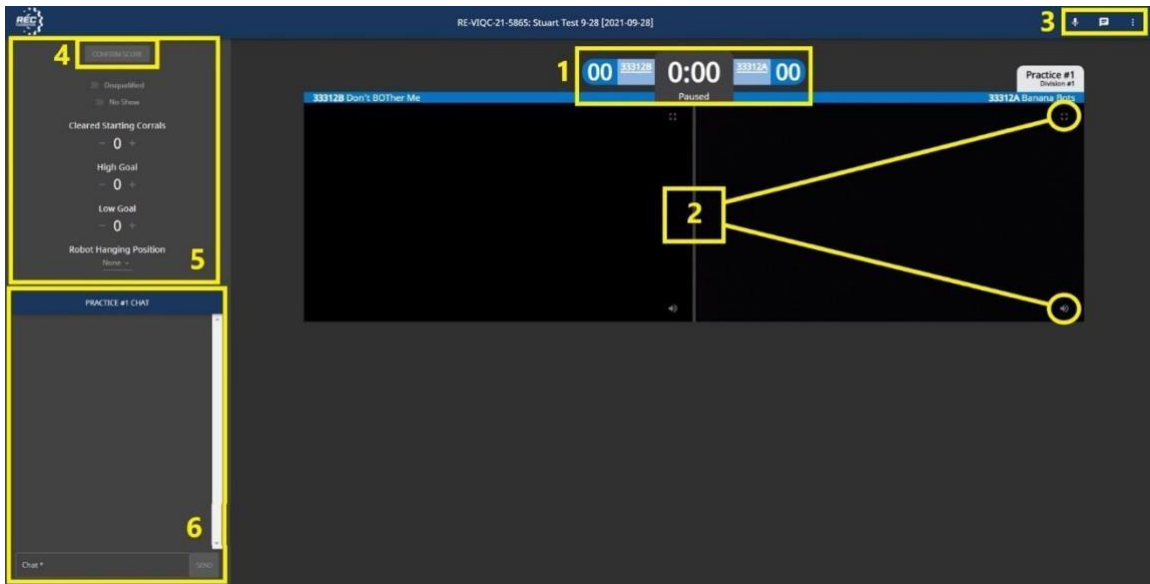 REC
RE-VIQC-21-5865: Stuart Test 9-28 [2021-09-28]
3
4
CONFIRM SCORE
Disqualified
No Show
Cleared Starting Corrals
- 0 +
High Goal
- 0 +
Low Goal
- 0 +
Robot Hanging Position
None
5
1
00 33312B 0:00 33312A 00
Paused
Practice #1
Division #1
33312B Don't BOTher Me
33312A Banana Bots
2
PRACTICE #1 CHAT
6
Chat *
SEND